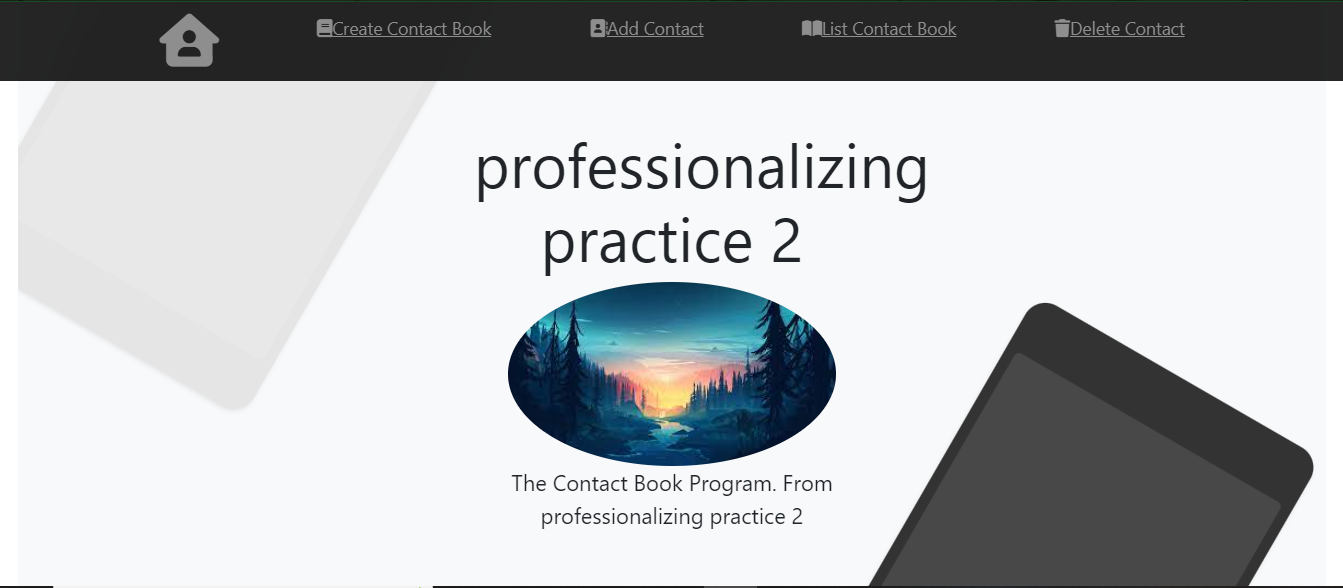 Create Contact Book
Add Contact
List Contact Book
Delete Contact
professionalizing
practice 2
The Contact Book Program. From
professionalizing practice 2